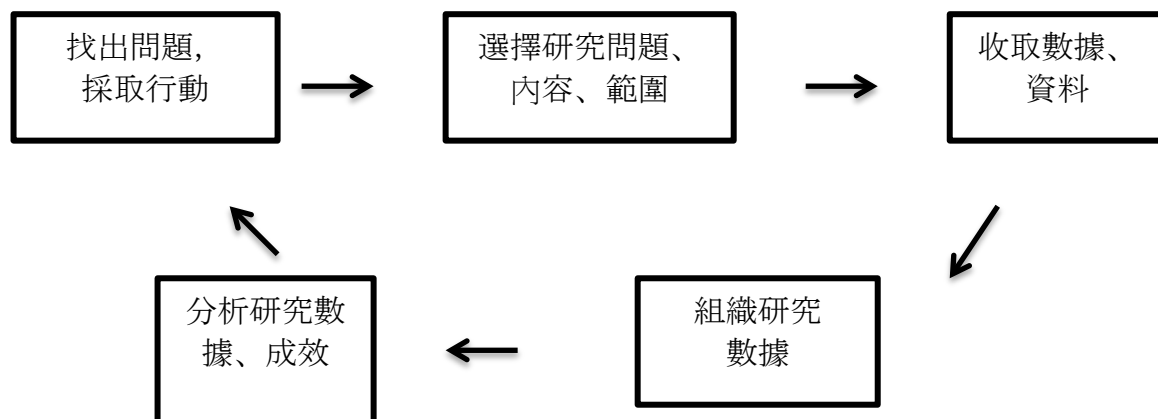 找出問題,
採取行動
選擇研究問題、
內容、範圍
收取數據、
資料
組織研究
數據
分析研究數
據、成效